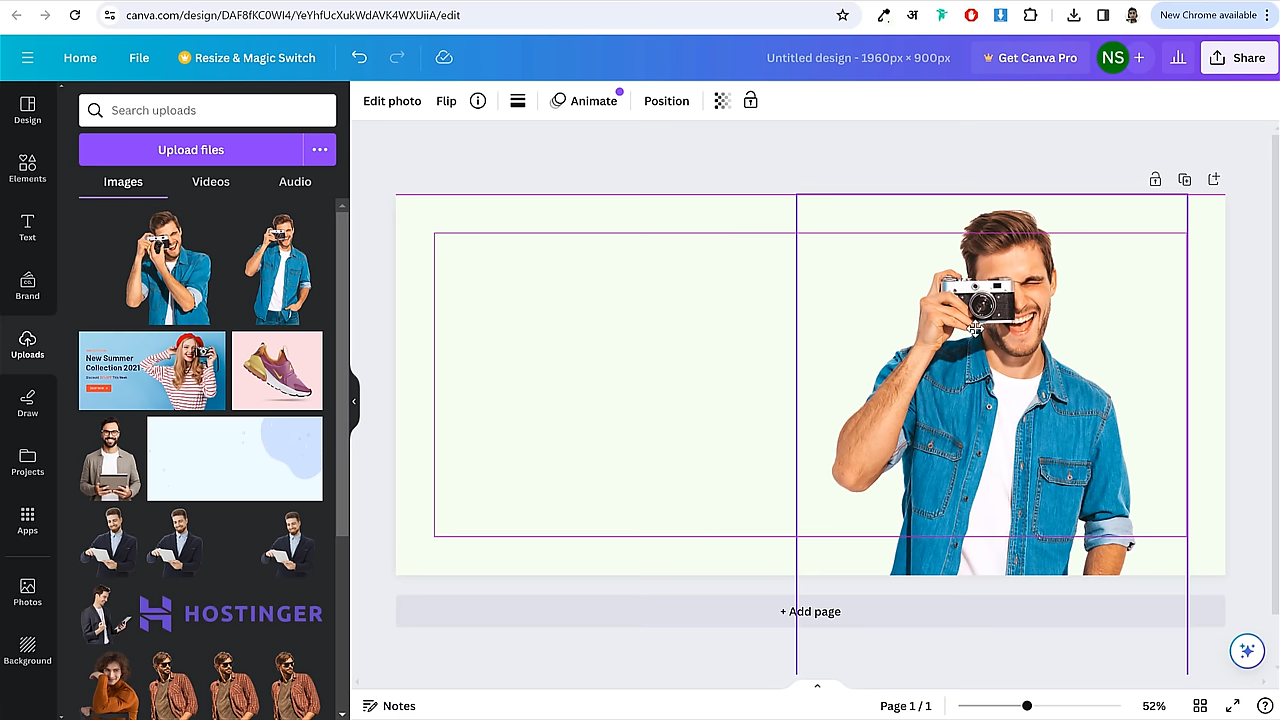 canva.com/design/DAF8fKC0WI4/YeYhfUcXukWdAVK4WXUiiA/edit
अ
New Chrome available
Home
File
Resize & Magic Switch
Untitled design - 1960px × 900px
Get Canva Pro
NS
Share
Design
Elements
Text
Brand
Uploads
Draw
Projects
Apps
Photos
Background
Search uploads
Upload files
Images
Videos
Audio
New Summer
Collection 2021
HOSTINGER
Edit photo
Flip
Animate
Position
+ Add page
Notes
Page 1 / 1
52%